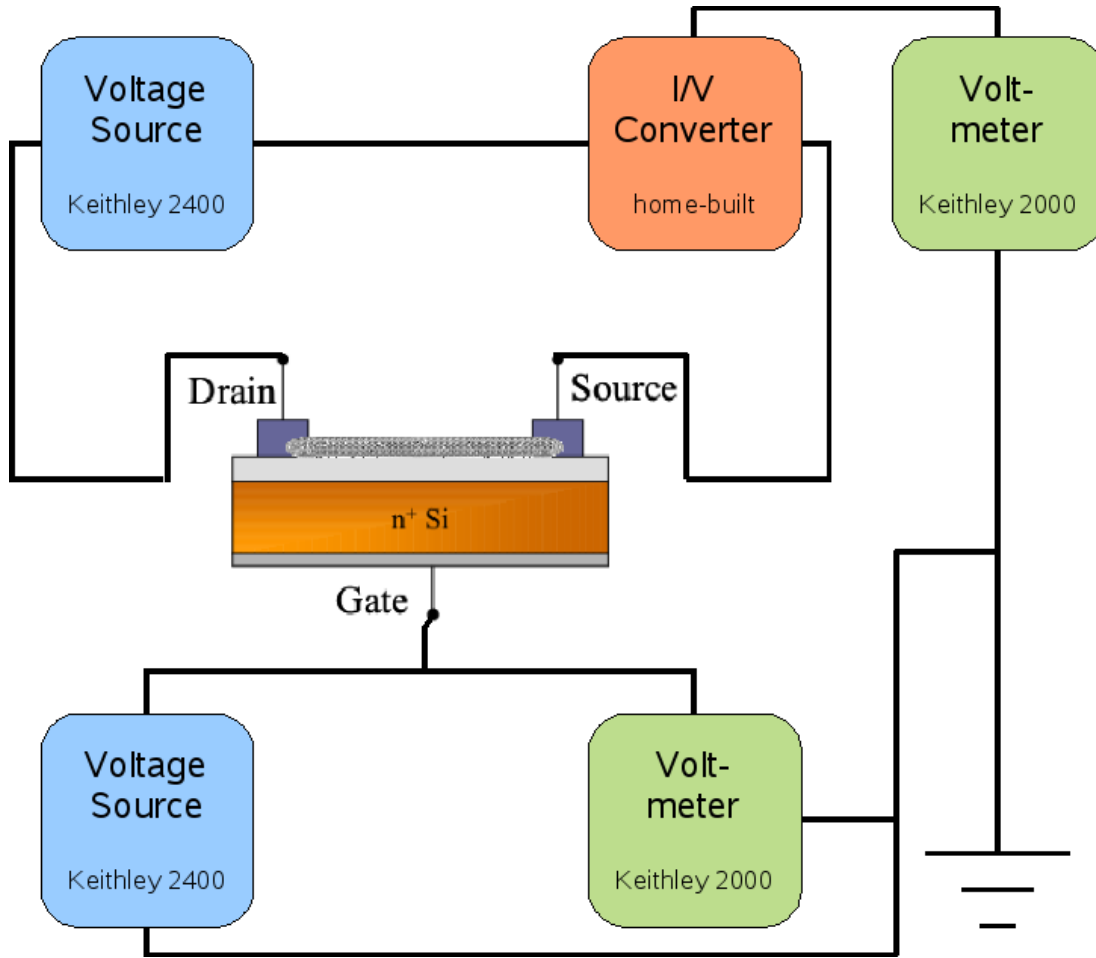 Voltage
Source
Keithley 2400
I/V
Converter
home-built
Volt-
meter
Keithley 2000
Drain
Source
n⁺ Si
Gate
Voltage
Source
Keithley 2400
Volt-
meter
Keithley 2000